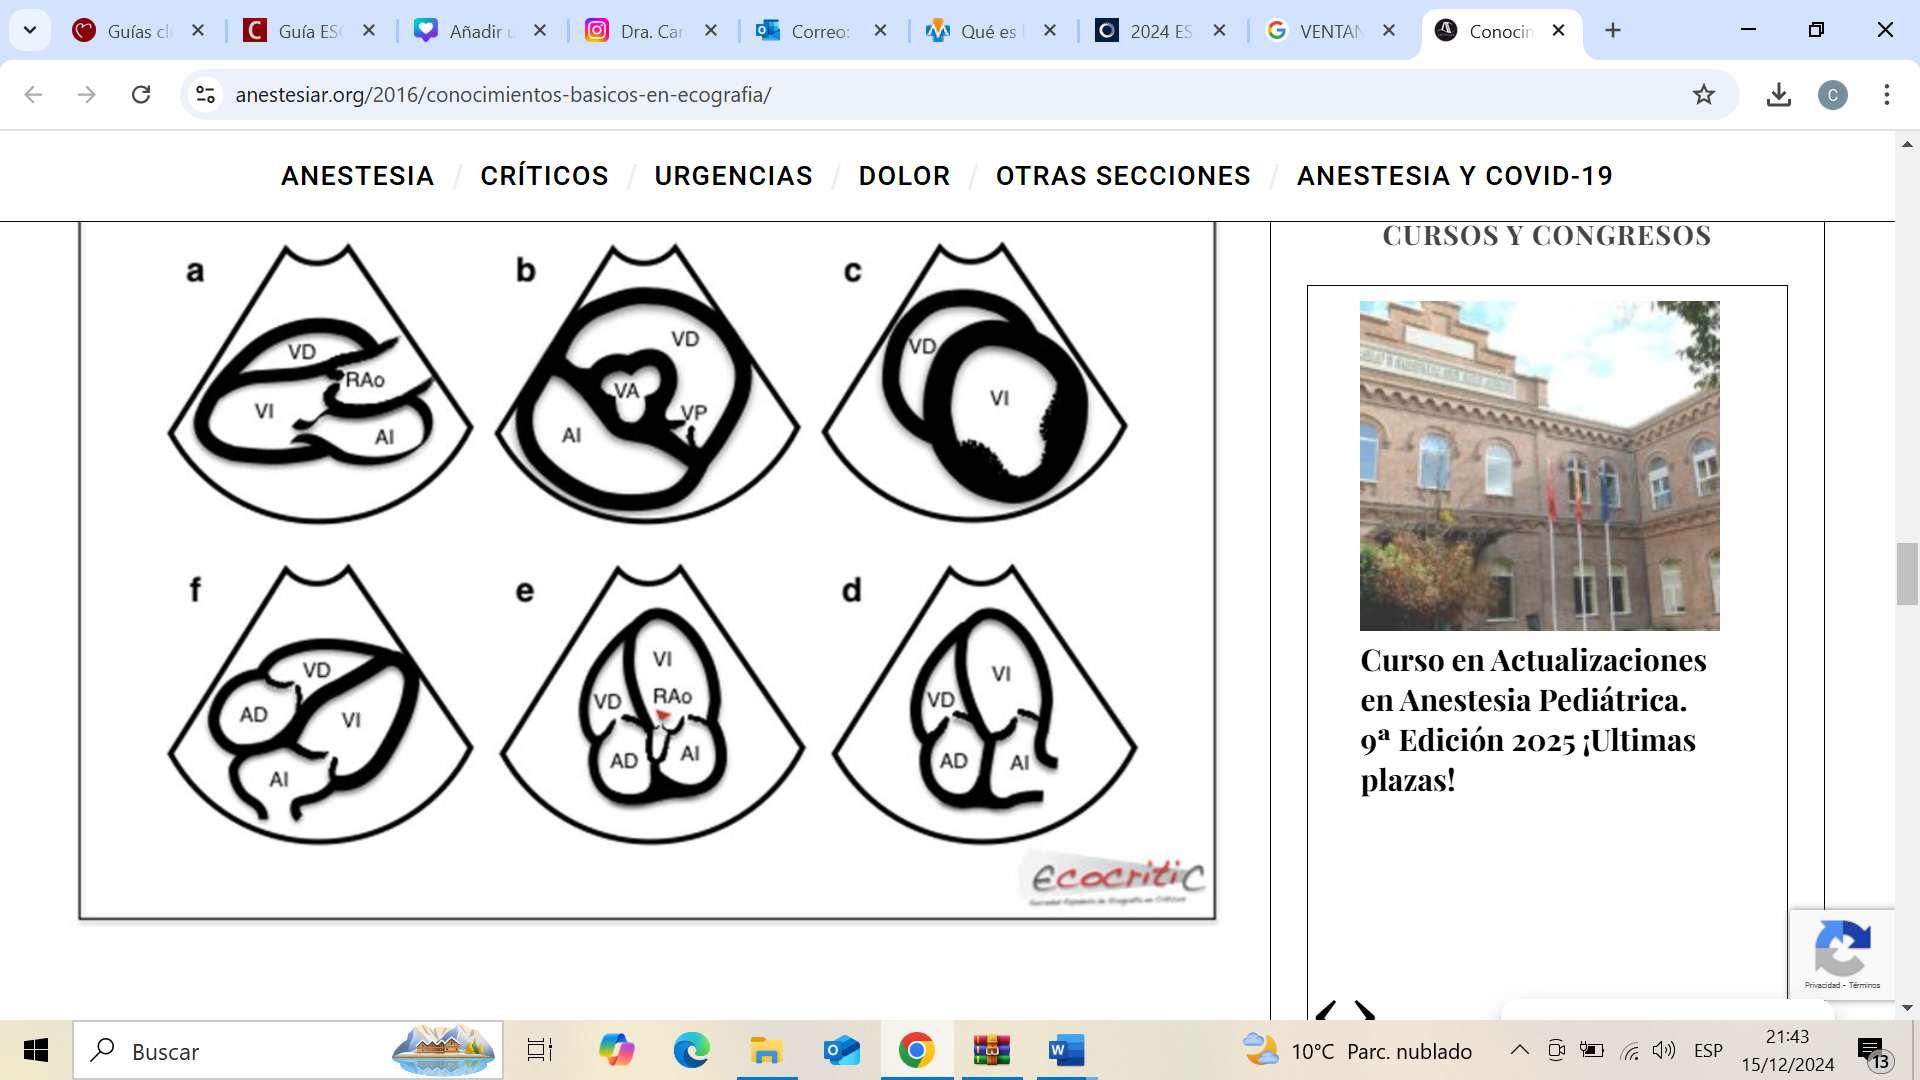 Guías cl
Guía ESC
Añadir u
Dra. Car
Correo:
Qué es
2024 ES
VENTAN
Conocin
anestesiar.org/2016/conocimientos-basicos-en-ecografia/
C
ANESTESIA / CRÍTICOS / URGENCIAS / DOLOR / OTRAS SECCIONES / ANESTESIA Y COVID-19
a
VD
RAo
VI
AI
b
VD
VA
VP
AI
c
VD
VI
f
VD
AD
VI
AI
e
VI
VD
RAo
AD
AI
d
VI
VD
AD
AI
EcocritiC
CURSOS Y CONGRESOS
Curso en Actualizaciones
en Anestesia Pediátrica.
9ª Edición 2025 ¡Ultimas
plazas!
Privacidad - Términos
Buscar
10°C Parc. nublado
ESP
21:43
15/12/2024
13